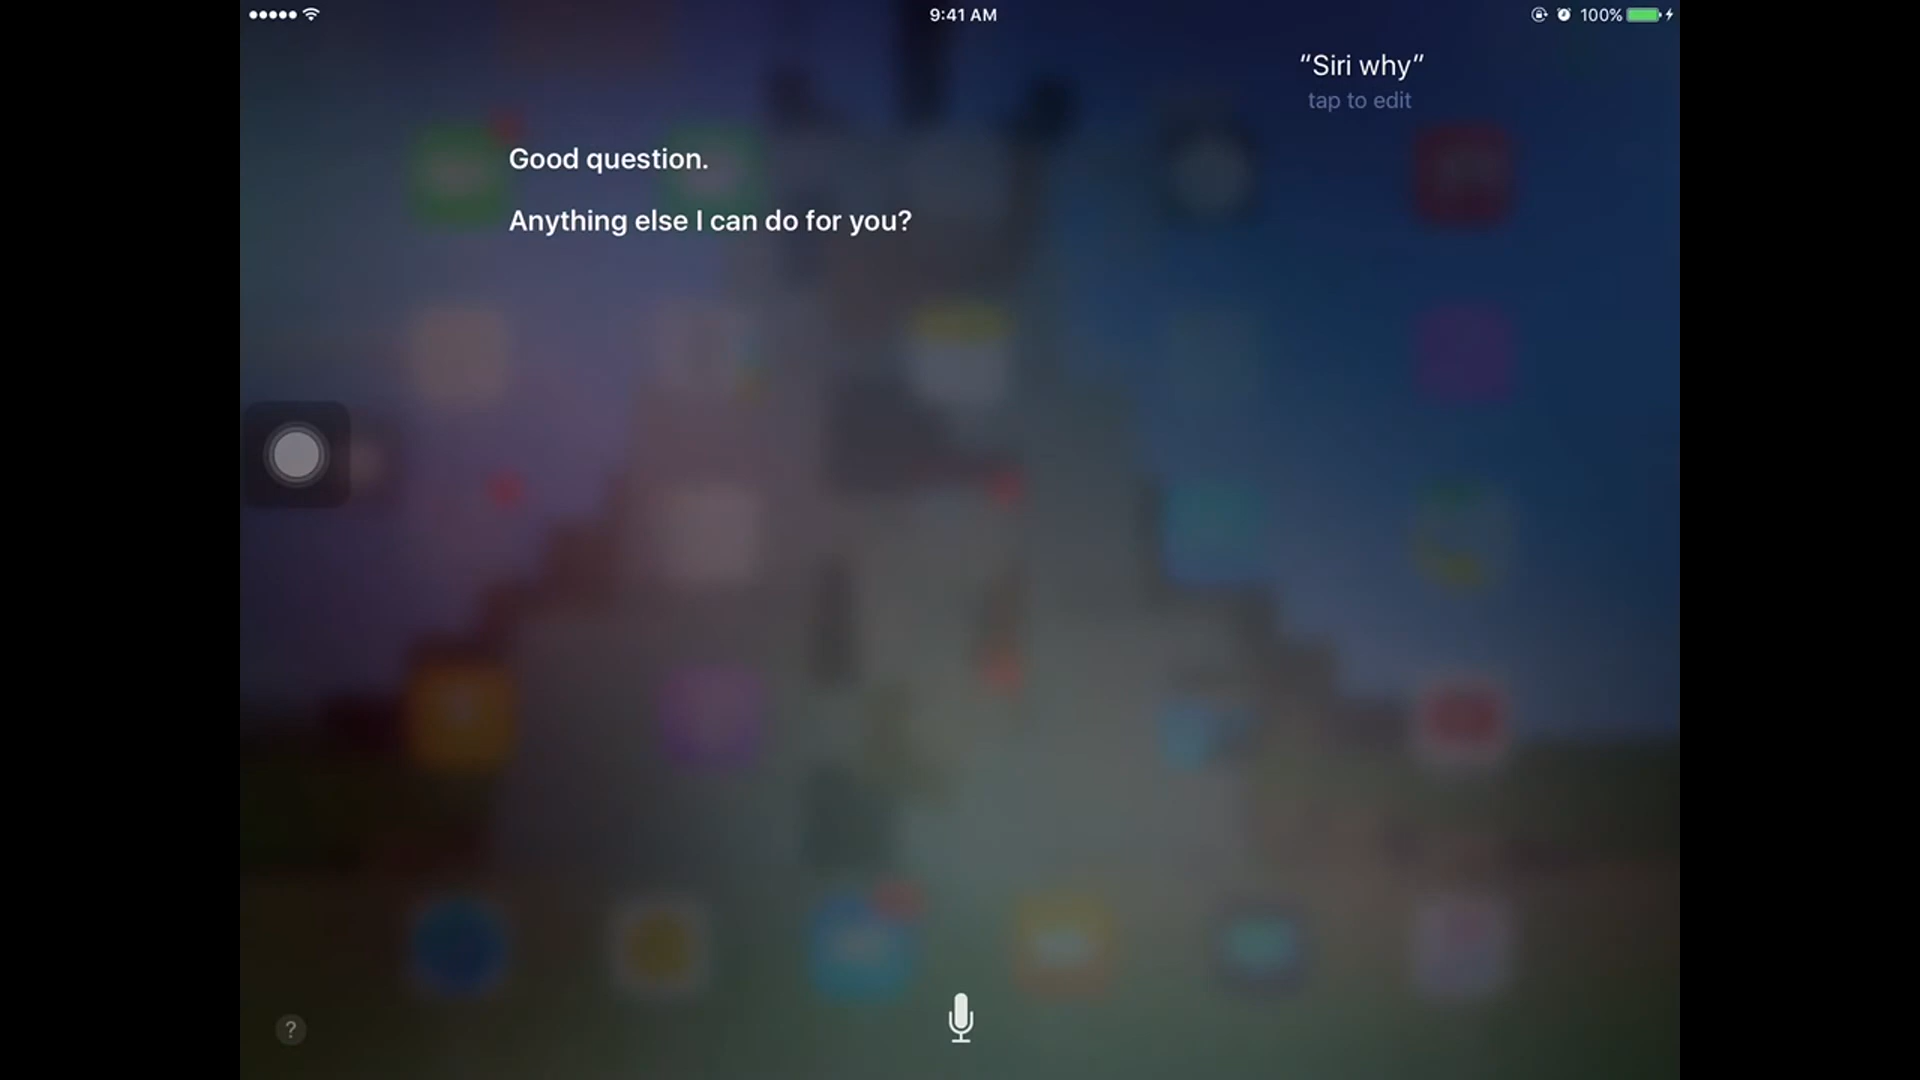 9:41 AM
100%
“Siri why”
tap to edit
Good question.
Anything else I can do for you?
?